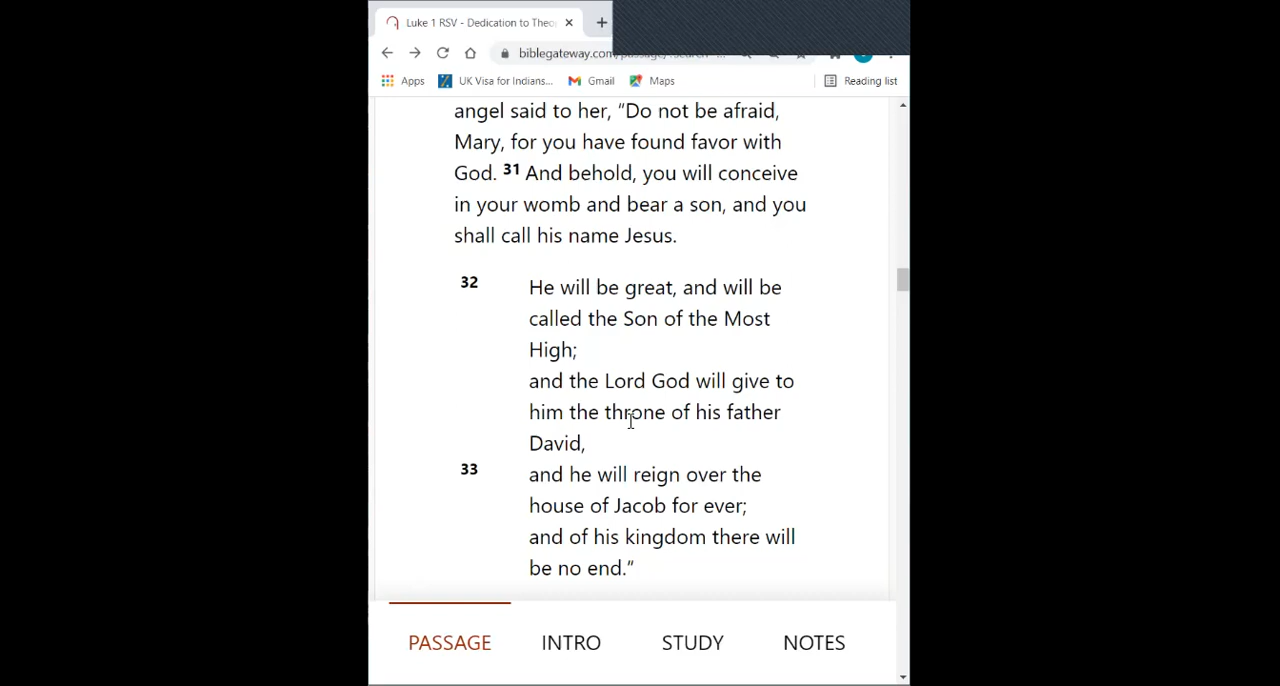 Luke 1 RSV - Dedication to Theo
biblegateway.com/passage/?search=...
Apps UK Visa for Indians... Gmail Maps Reading list
angel said to her, “Do not be afraid,
Mary, for you have found favor with
God. 31 And behold, you will conceive
in your womb and bear a son, and you
shall call his name Jesus.
32 He will be great, and will be
called the Son of the Most
High;
and the Lord God will give to
him the throne of his father
David,
33 and he will reign over the
house of Jacob for ever;
and of his kingdom there will
be no end.”
PASSAGE INTRO STUDY NOTES